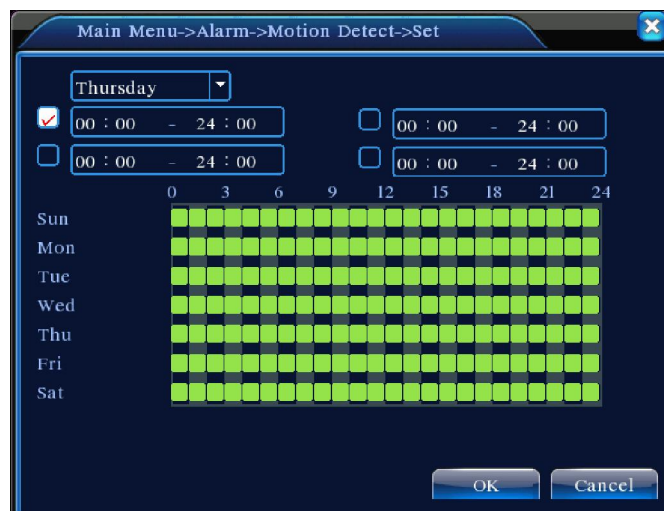 Main Menu->Alarm->Motion Detect->Set
Thursday
00 : 00 - 24 : 00 00 : 00 - 24 : 00
00 : 00 - 24 : 00 00 : 00 - 24 : 00
0 3 6 9 12 15 18 21 24
Sun
Mon
Tue
Wed
Thu
Fri
Sat
OK Cancel